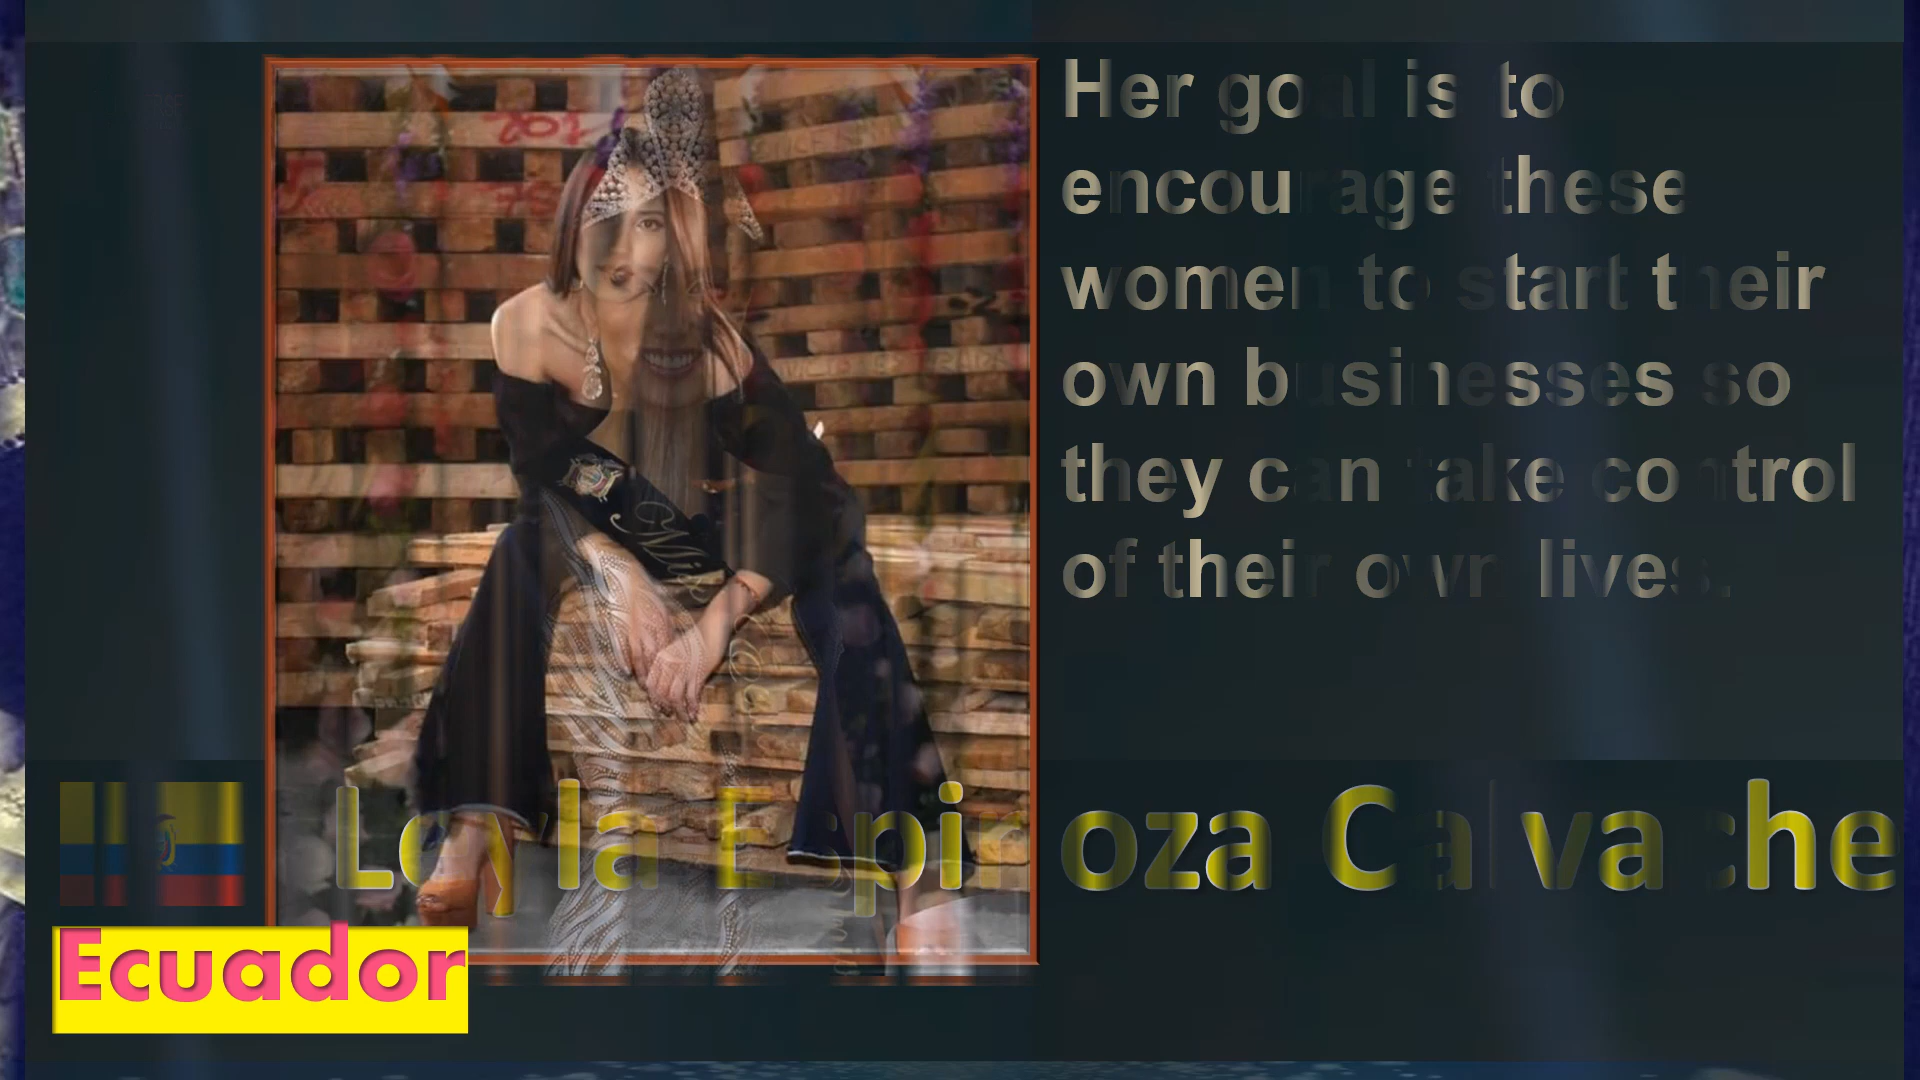 Her goal is to
encourage these
women to start their
own businesses so
they can take control
of their own lives.
Leyla Espinoza Calvache
Ecuador